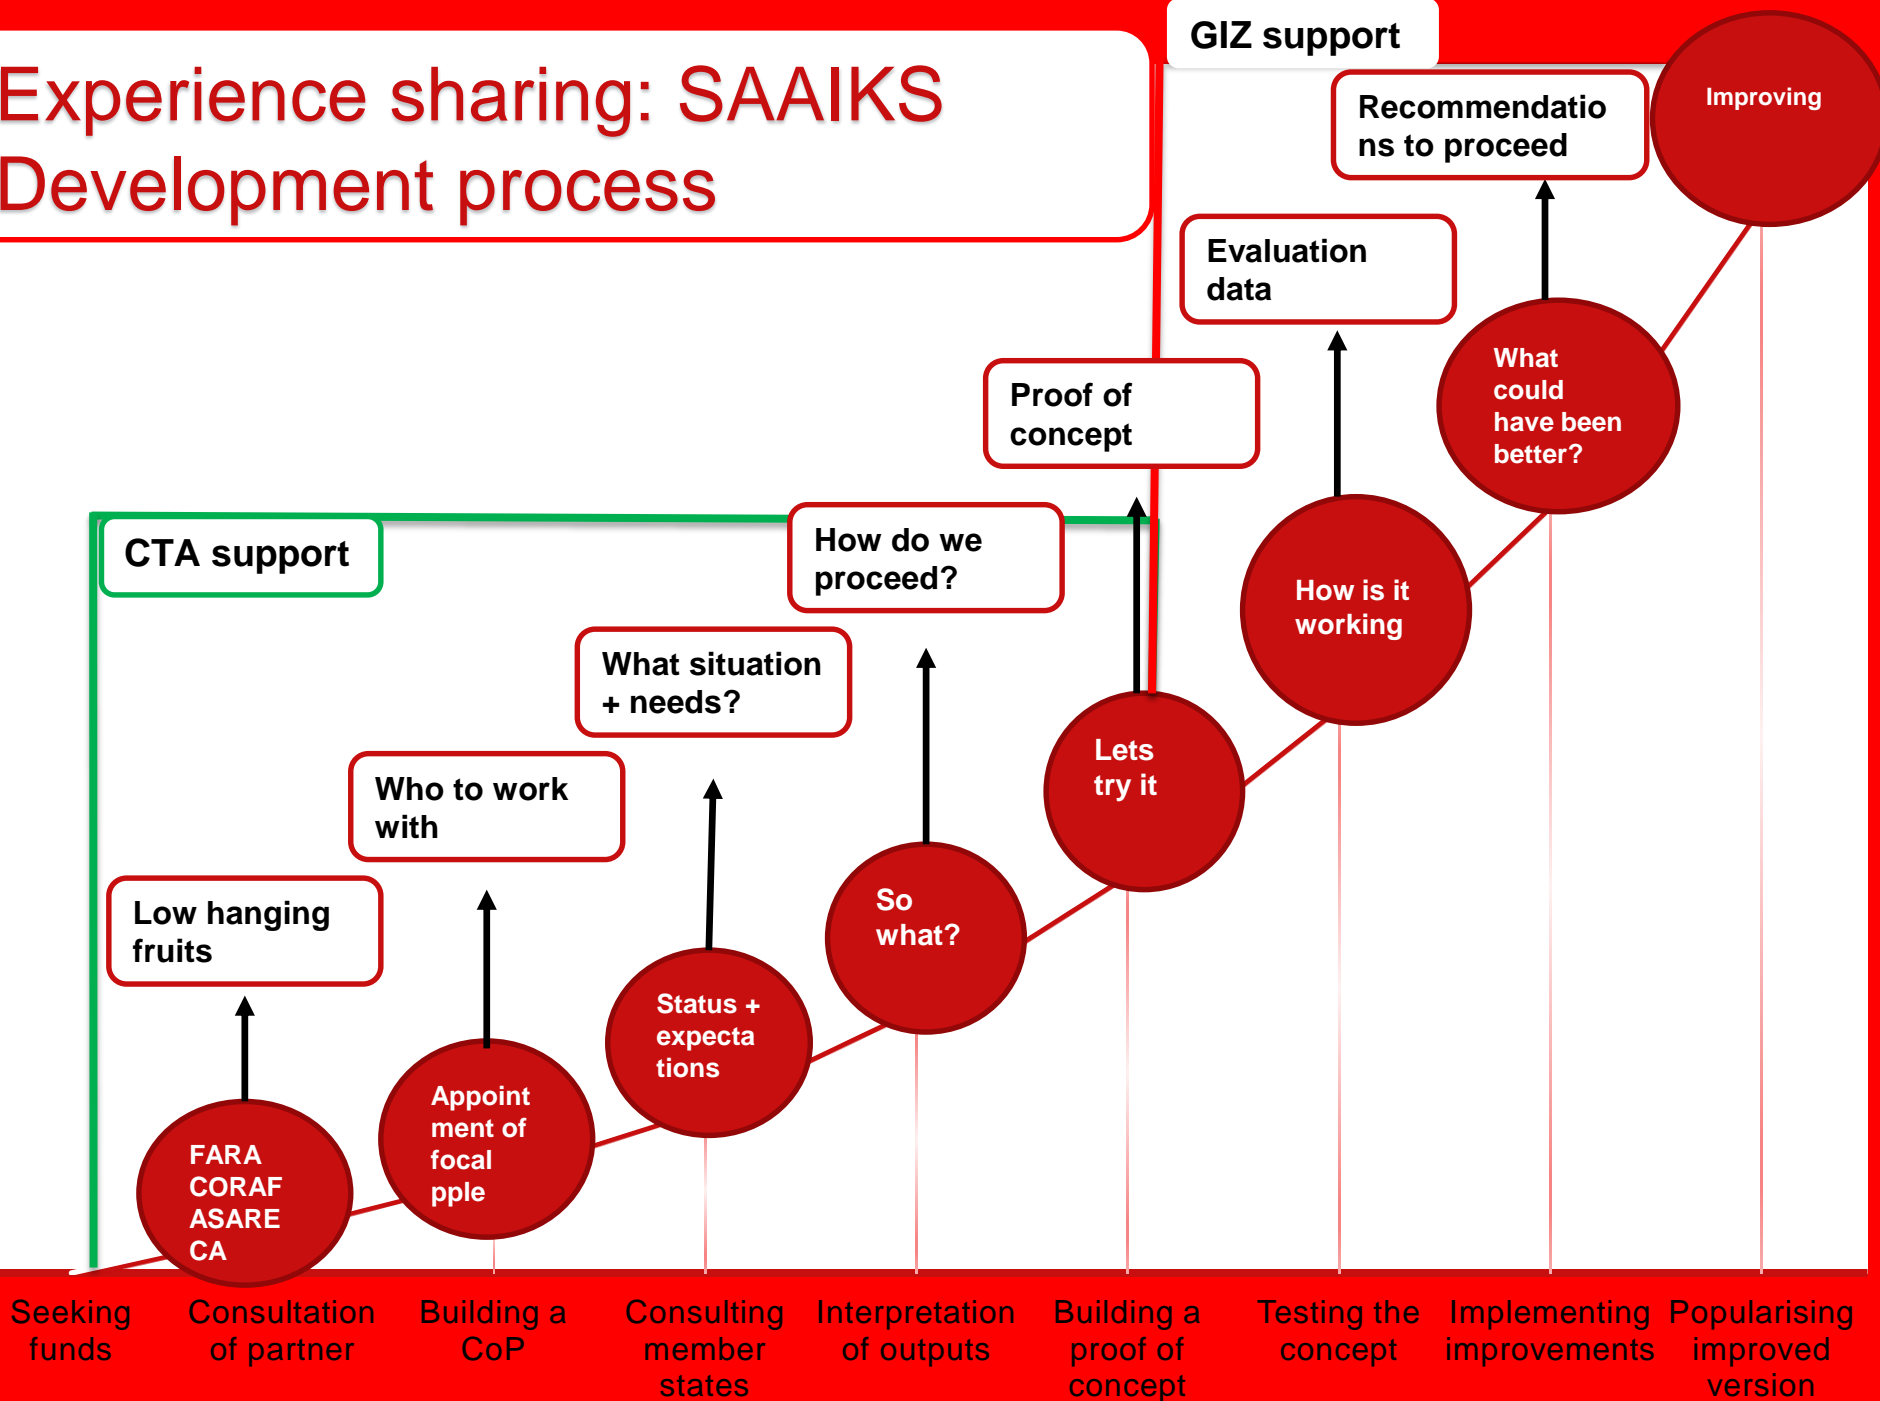 Experience sharing: SAAIKS
Development process
GIZ support
Improving
Recommendatio
ns to proceed
Evaluation
data
What
could
have been
better?
Proof of
concept
CTA support
How do we
proceed?
How is it
working
What situation
+ needs?
Lets
try it
Who to work
with
So
what?
Low hanging
fruits
Status +
expecta
tions
Appoint
ment of
focal
pple
FARA
CORAF
ASARE
CA
Seeking
funds
Consultation
of partner
Building a
CoP
Consulting
member
states
Interpretation
of outputs
Building a
proof of
concept
Testing the
concept
Implementing
improvements
Popularising
improved
version